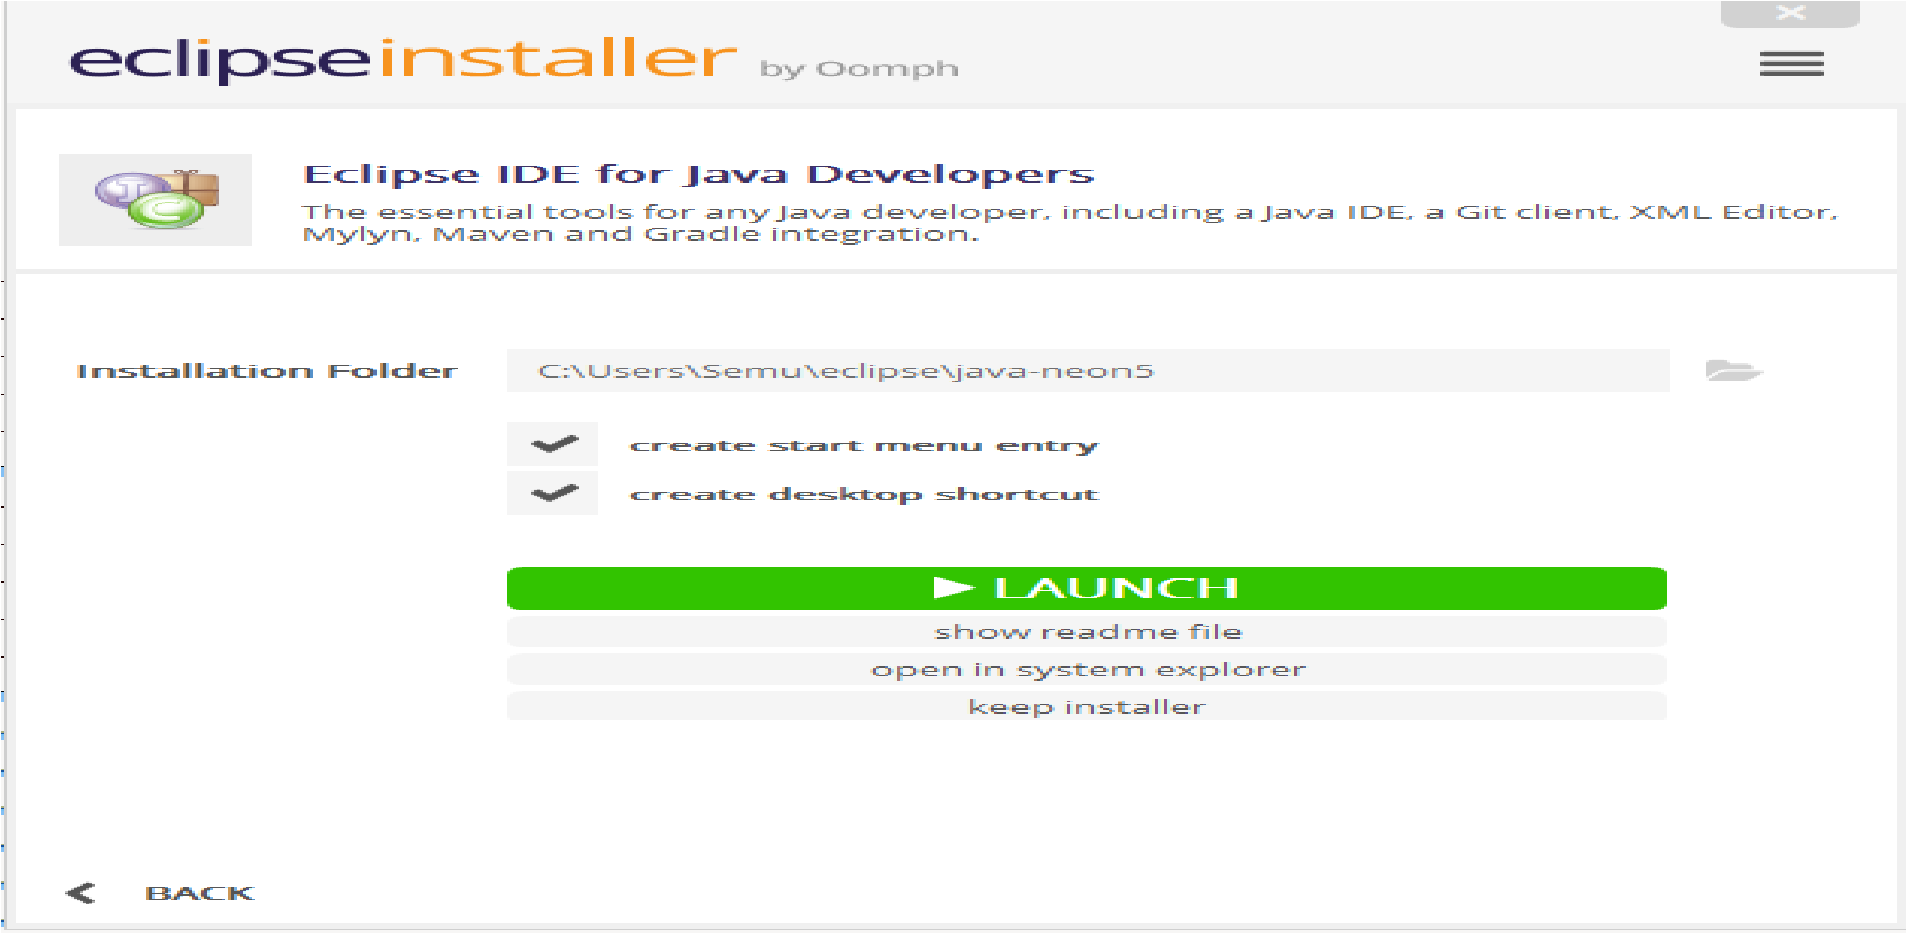 eclipseinstaller by Oomph
Eclipse IDE for Java Developers
The essential tools for any Java developer, including a Java IDE, a Git client, XML Editor,
Mylyn, Maven and Gradle integration.
Installation Folder C:\Users\Semu\eclipse\java-neon5
create start menu entry
create desktop shortcut
LAUNCH
show readme file
open in system explorer
keep installer
BACK